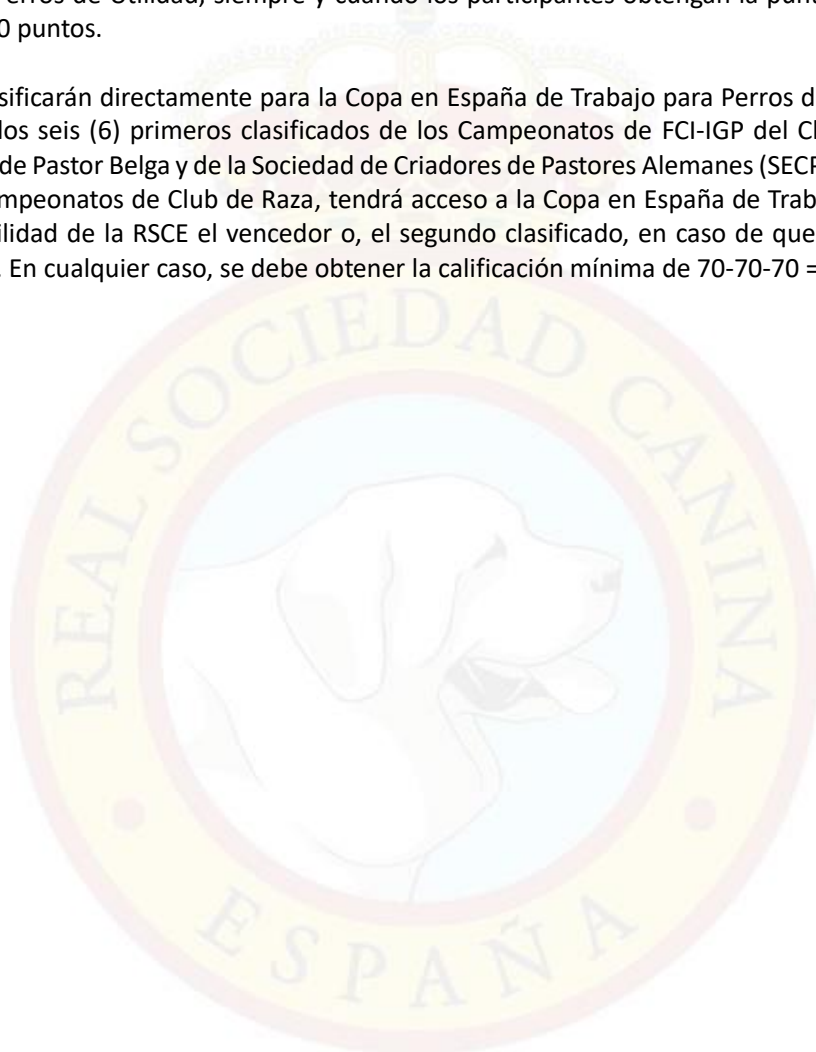 erros de Utilidad, siempre y cuando los participantes obtengan la
0 puntos.
sificarán directamente para la Copa en España de Trabajo para Perros d
los seis (6) primeros clasificados de los Campeonatos de FCI-IGP del
de Pastor Belga y de la Sociedad de Criadores de Pastores Alemanes (SECP
mpeonatos de Club de Raza, tendrá acceso a la Copa en España de Trab
ilidad de la RSCE el vencedor o, el segundo clasificado, en caso de que
. En cualquier caso, se debe obtener la calificación mínima de 70-70-70 =
REAL SOCIEDAD CANINA
ESPAÑA